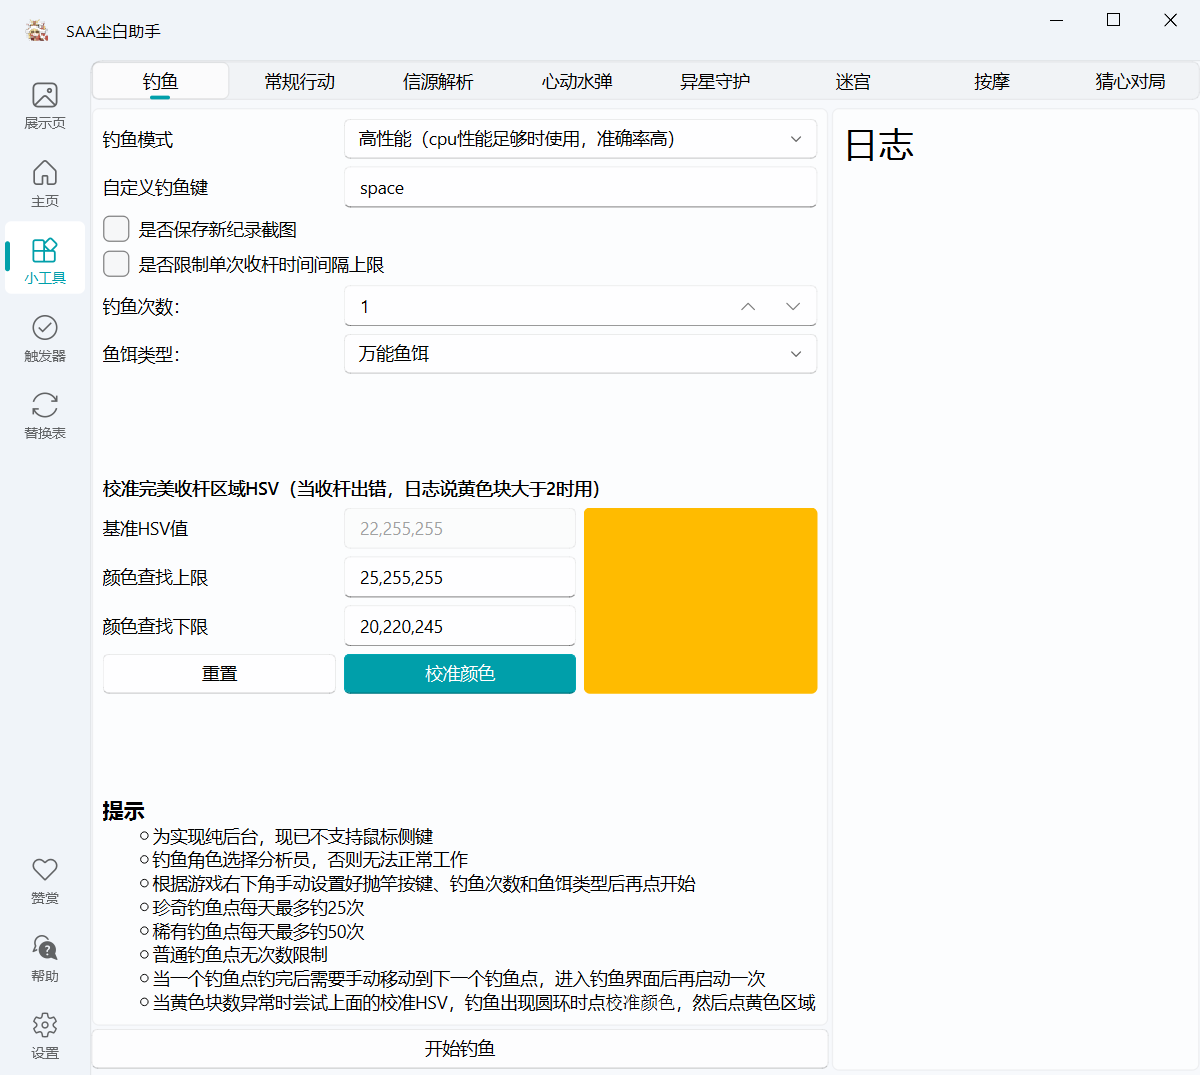 SAA尘白助手
钓鱼
常规行动
信源解析
心动水弹
异星守护
迷宫
按摩
猜心对局
展示页
主页
小工具
触发器
替换表
赞赏
帮助
设置
钓鱼模式
高性能（cpu性能足够时使用，准确率高）
自定义钓鱼键
space
是否保存新纪录截图
是否限制单次收杆时间间隔上限
钓鱼次数：
1
鱼饵类型：
万能鱼饵
校准完美收杆区域HSV（当收杆出错，日志说黄色块大于2时用）
基准HSV值
22,255,255
颜色查找上限
25,255,255
颜色查找下限
20,220,245
重置
校准颜色
提示
为实现纯后台，现已不支持鼠标侧键
钓鱼角色选择分析员，否则无法正常工作
根据游戏右下角手动设置好抛竿按键、钓鱼次数和鱼饵类型后再点开始
珍奇钓鱼点每天最多钓25次
稀有钓鱼点每天最多钓50次
普通钓鱼点无次数限制
当一个钓鱼点钓完后需要手动移动到下一个钓鱼点，进入钓鱼界面后再启动一次
当黄色块数异常时尝试上面的校准HSV，钓鱼出现圆环时点校准颜色，然后点黄色区域
开始钓鱼
日志